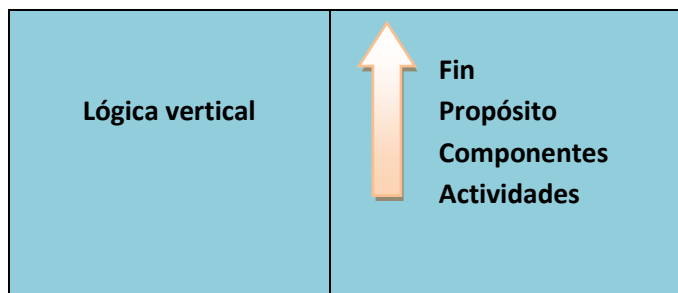 Lógica vertical
Fin
Propósito
Componentes
Actividades